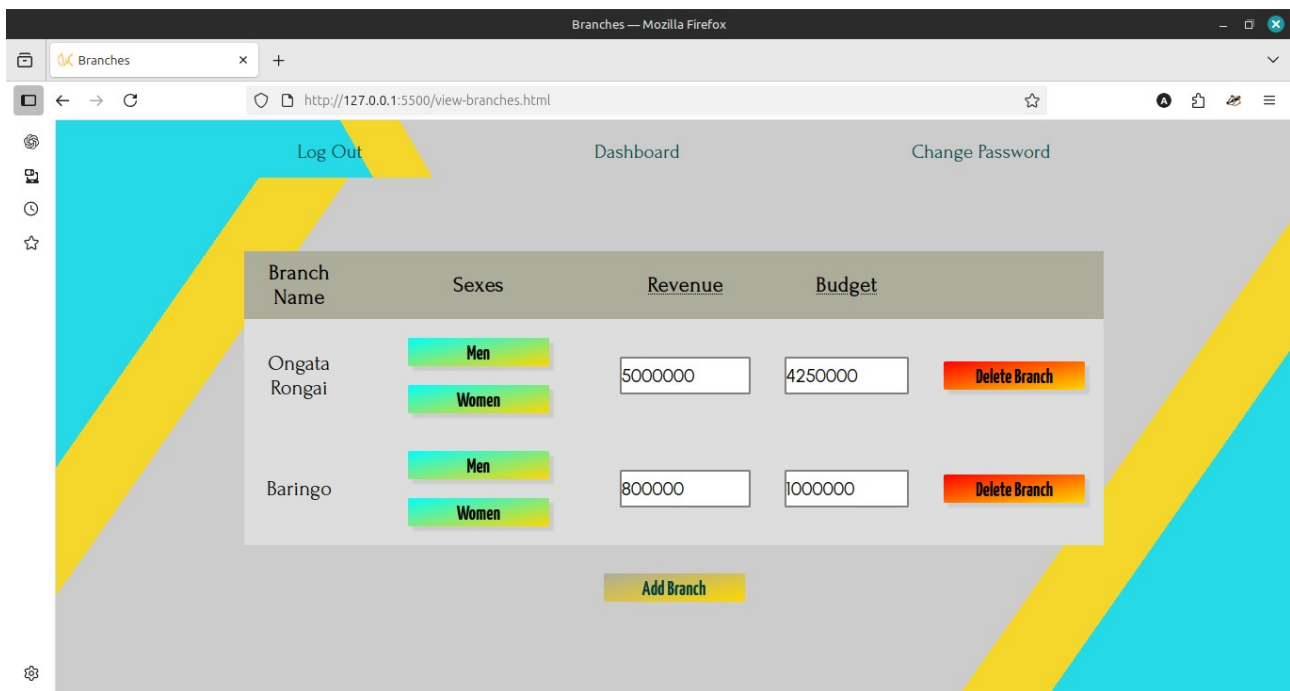 Branches — Mozilla Firefox
Branches
http://127.0.0.1:5500/view-branches.html
Log Out Dashboard Change Password
Branch
Name Sexes Revenue Budget
Ongata
Rongai
Men
Women
5000000 4250000 Delete Branch
Baringo
Men
Women
800000 1000000 Delete Branch
Add Branch